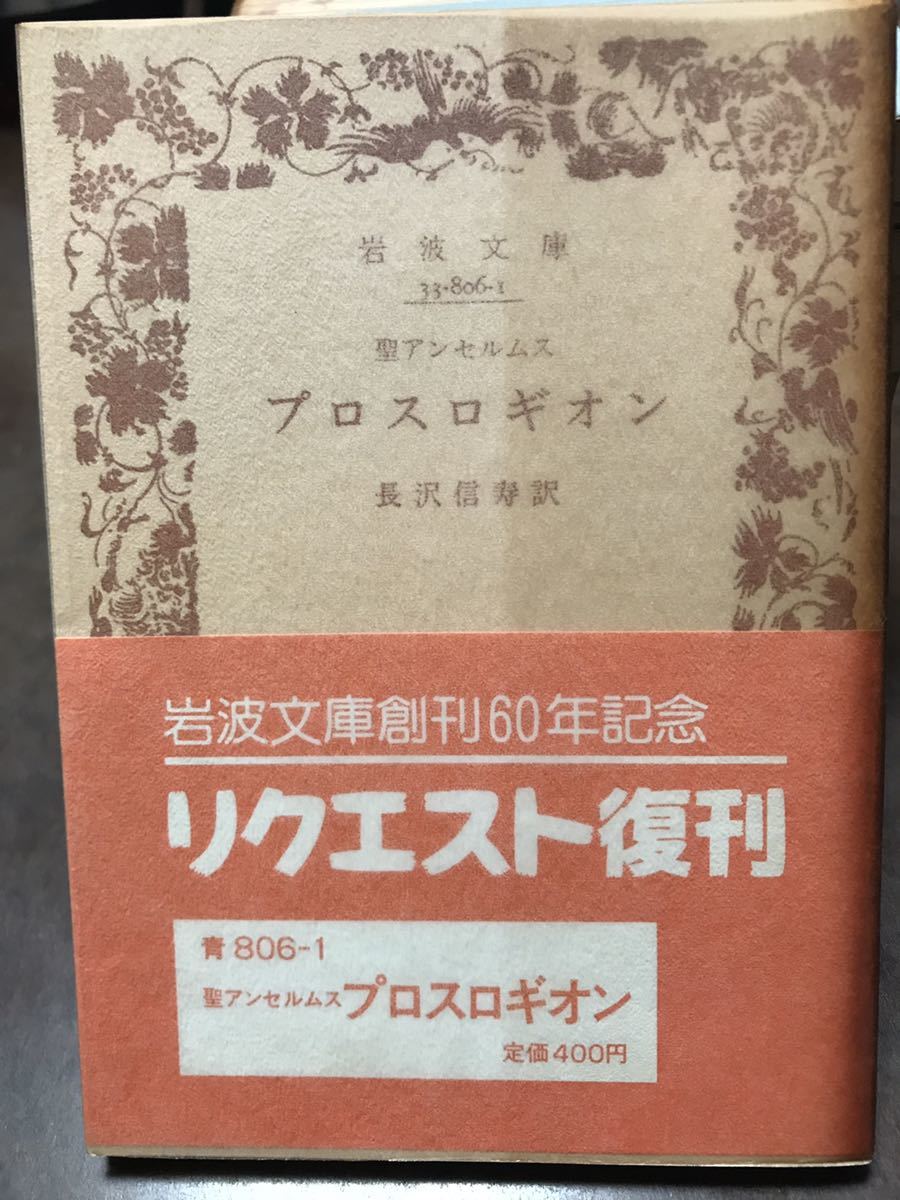 岩波文庫
33-806-1
聖アンセルムス
プロスロギオン
長沢信寿訳
岩波文庫創刊60年記念
リクエスト復刊
青806-1
聖アンセルムスプロスロギオン
定価400円